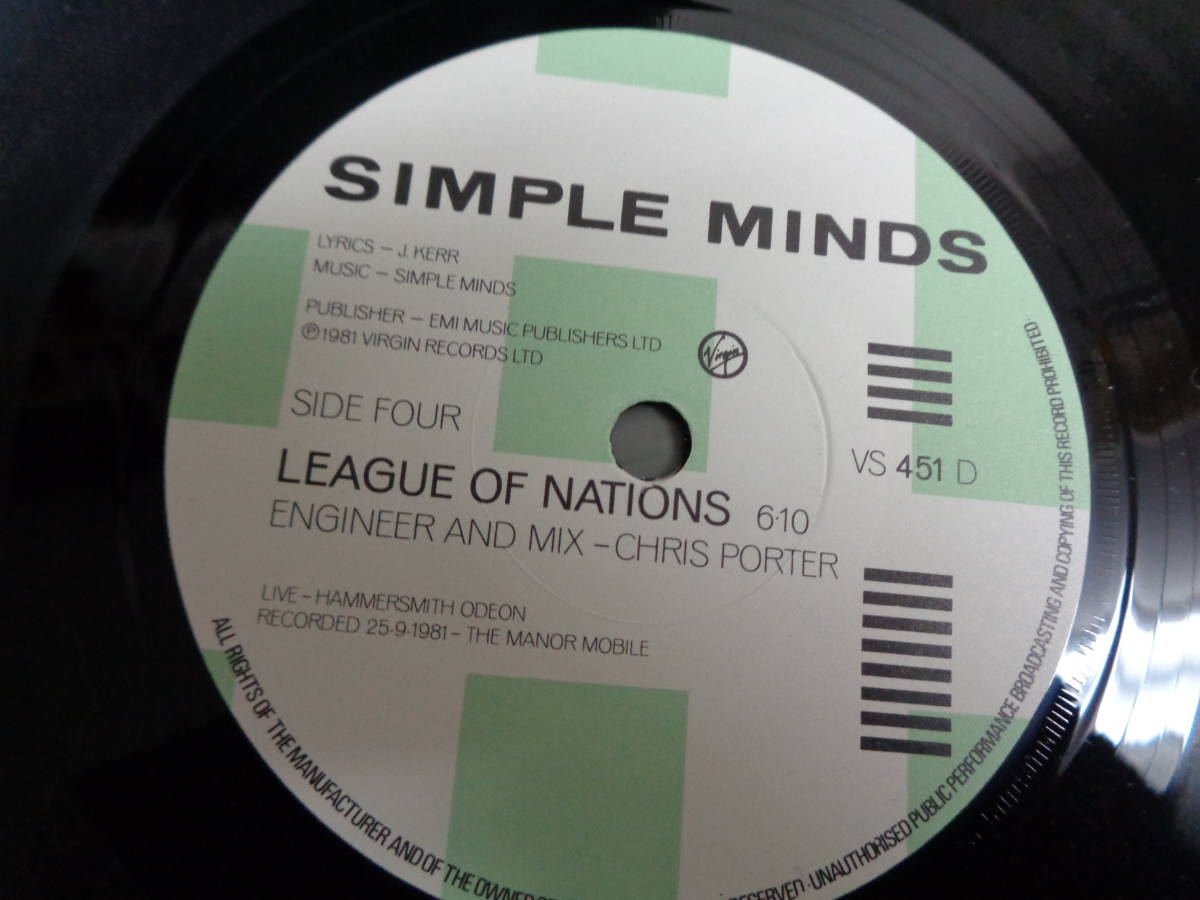 SIMPLE MINDS
LYRICS – J. KERR
MUSIC – SIMPLE MINDS
PUBLISHER – EMI MUSIC PUBLISHERS LTD
℗ 1981 VIRGIN RECORDS LTD
Virgin
SIDE FOUR
VS 451 D
LEAGUE OF NATIONS 6·10
ENGINEER AND MIX – CHRIS PORTER
LIVE – HAMMERSMITH ODEON
RECORDED 25·9·1981 – THE MANOR MOBILE
ALL RIGHTS OF THE MANUFACTURER AND OF THE OWNER
RESERVED · UNAUTHORISED PUBLIC PERFORMANCE BROADCASTING AND COPYING OF THIS RECORD PROHIBITED ·